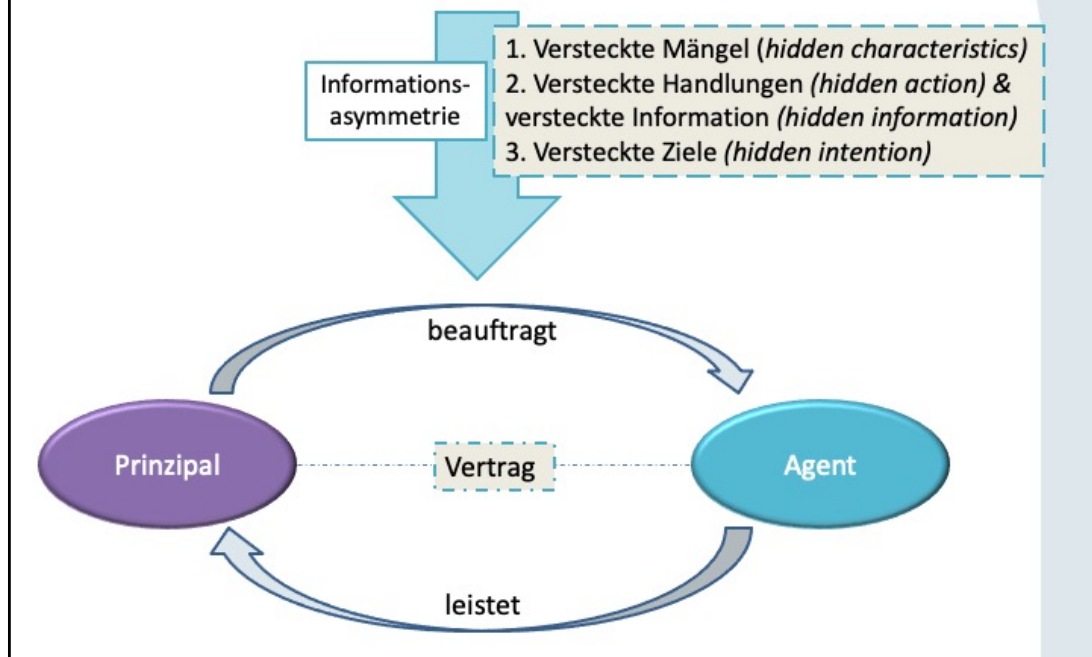 Informations-
asymmetrie
1. Versteckte Mängel (hidden characteristics)
2. Versteckte Handlungen (hidden action) &
versteckte Information (hidden information)
3. Versteckte Ziele (hidden intention)
beauftragt
Prinzipal
Vertrag
Agent
leistet